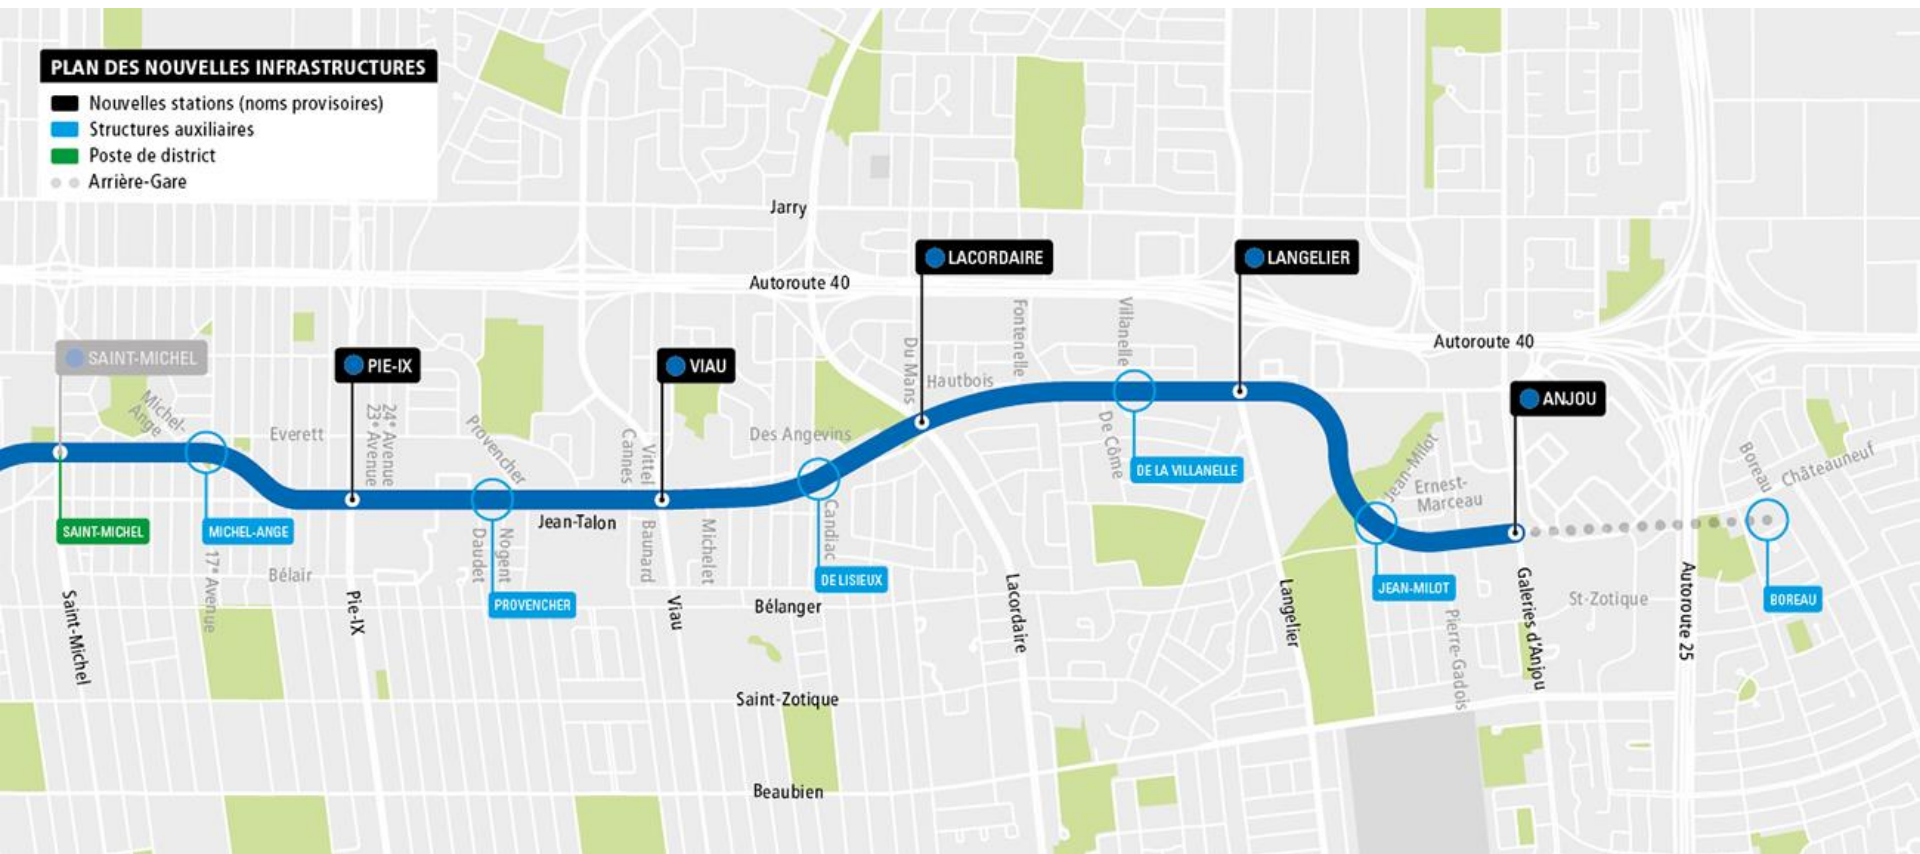 PLAN DES NOUVELLES INFRASTRUCTURES
Nouvelles stations (noms provisoires)
Structures auxiliaires
Poste de district
Arrière-Gare
Jarry
Autoroute 40
LACORDAIRE
LANGELIER
Autoroute 40
SAINT-MICHEL
PIE-IX
VIAU
ANJOU
Fontenelle
Villanelle
Du Mans
Hautbois
Michel-
Ange
Everett
23e Avenue
24e Avenue
Provencher
Cannes
Vittel
Des Angevins
De Côme
DE LA VILLANELLE
Jean-Milot
Ernest-
Marceau
Boreau
Châteauneuf
SAINT-MICHEL
MICHEL-ANGE
17e Avenue
Bélair
Daudet
Nogent
Jean-Talon
Baunard
Michelet
Candiac
DE LISIEUX
PROVENCHER
JEAN-MILOT
BOREAU
Saint-Michel
Pie-IX
Viau
Bélanger
Lacordaire
Langelier
Pierre-Gadois
Galeries d'Anjou
St-Zotique
Autoroute 25
Saint-Zotique
Beaubien